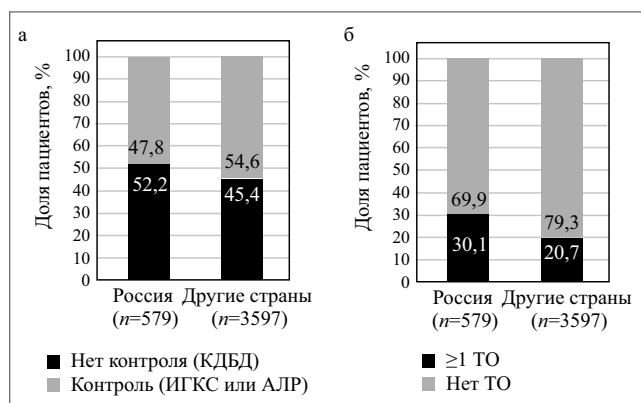 а
Доля пациентов, %
100
90
80
70
60
50
40
30
20
10
0
47,8
52,2
54,6
45,4
Россия
(n=579)
Другие страны
(n=3597)
Нет контроля (КДБД)
Контроль (ИГКС или АЛР)
б
Доля пациентов, %
100
90
80
70
60
50
40
30
20
10
0
69,9
30,1
79,3
20,7
Россия
(n=579)
Другие страны
(n=3597)
≥1 ТО
Нет ТО